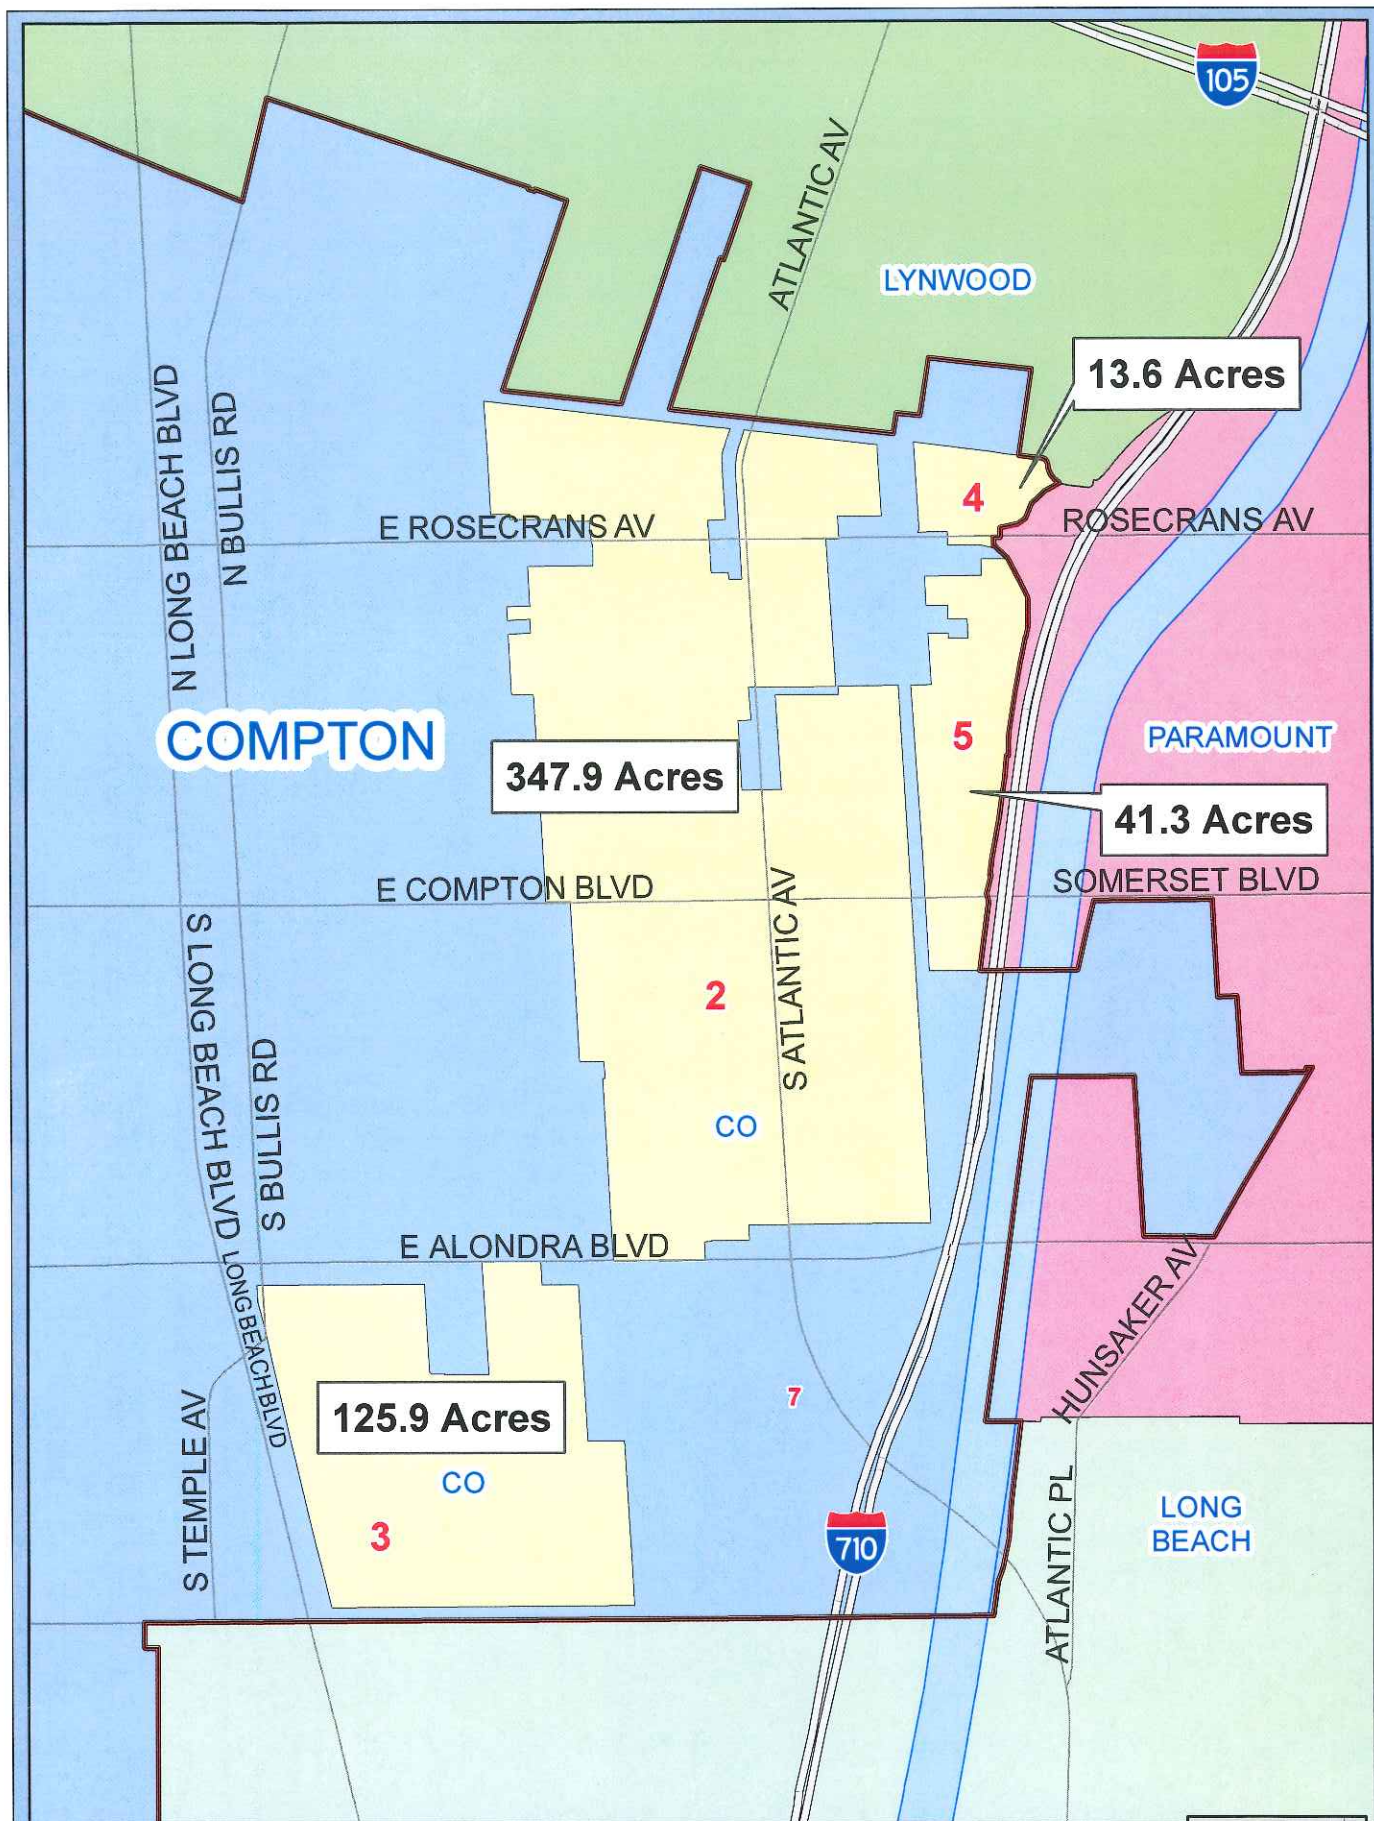 105
ATLANTIC AV
LYNWOOD
13.6 Acres
N LONG BEACH BLVD
N BULLIS RD
4
E ROSECRANS AV
ROSECRANS AV
COMPTON
5
PARAMOUNT
347.9 Acres
41.3 Acres
E COMPTON BLVD
SOMERSET BLVD
S ATLANTIC AV
2
S LONG BEACH BLVD
S BULLIS RD
CO
E ALONDRA BLVD
LONG BEACH BLVD
HUNSAKER AV
7
125.9 Acres
S TEMPLE AV
CO
3
710
ATLANTIC PL
LONG
BEACH